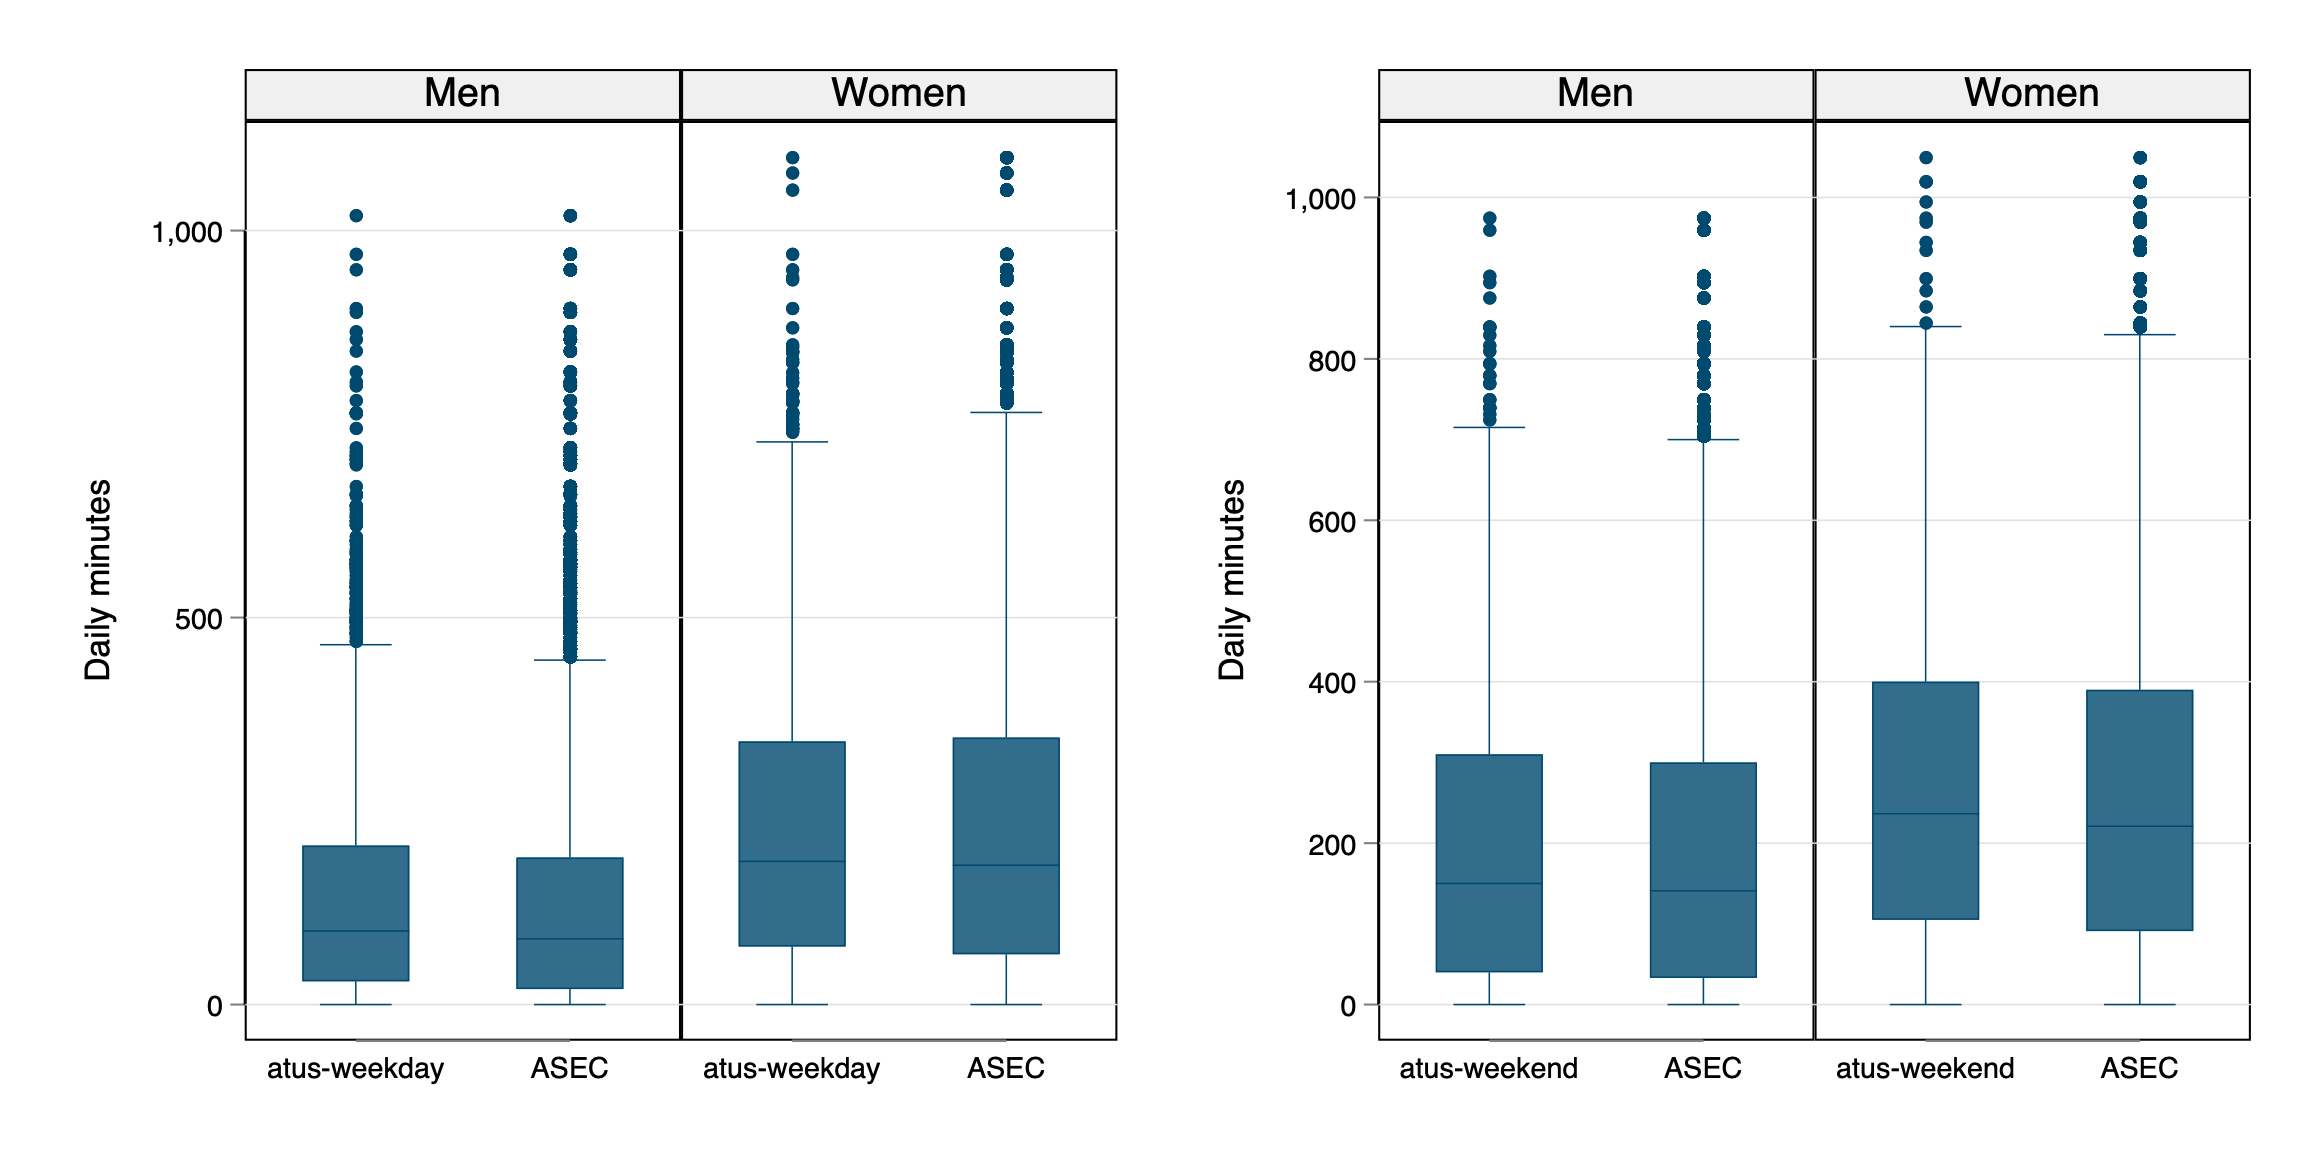 Men Women
Daily minutes
1,000
500
0
atus-weekday ASEC atus-weekday ASEC
Men Women
Daily minutes
1,000
800
600
400
200
0
atus-weekend ASEC atus-weekend ASEC